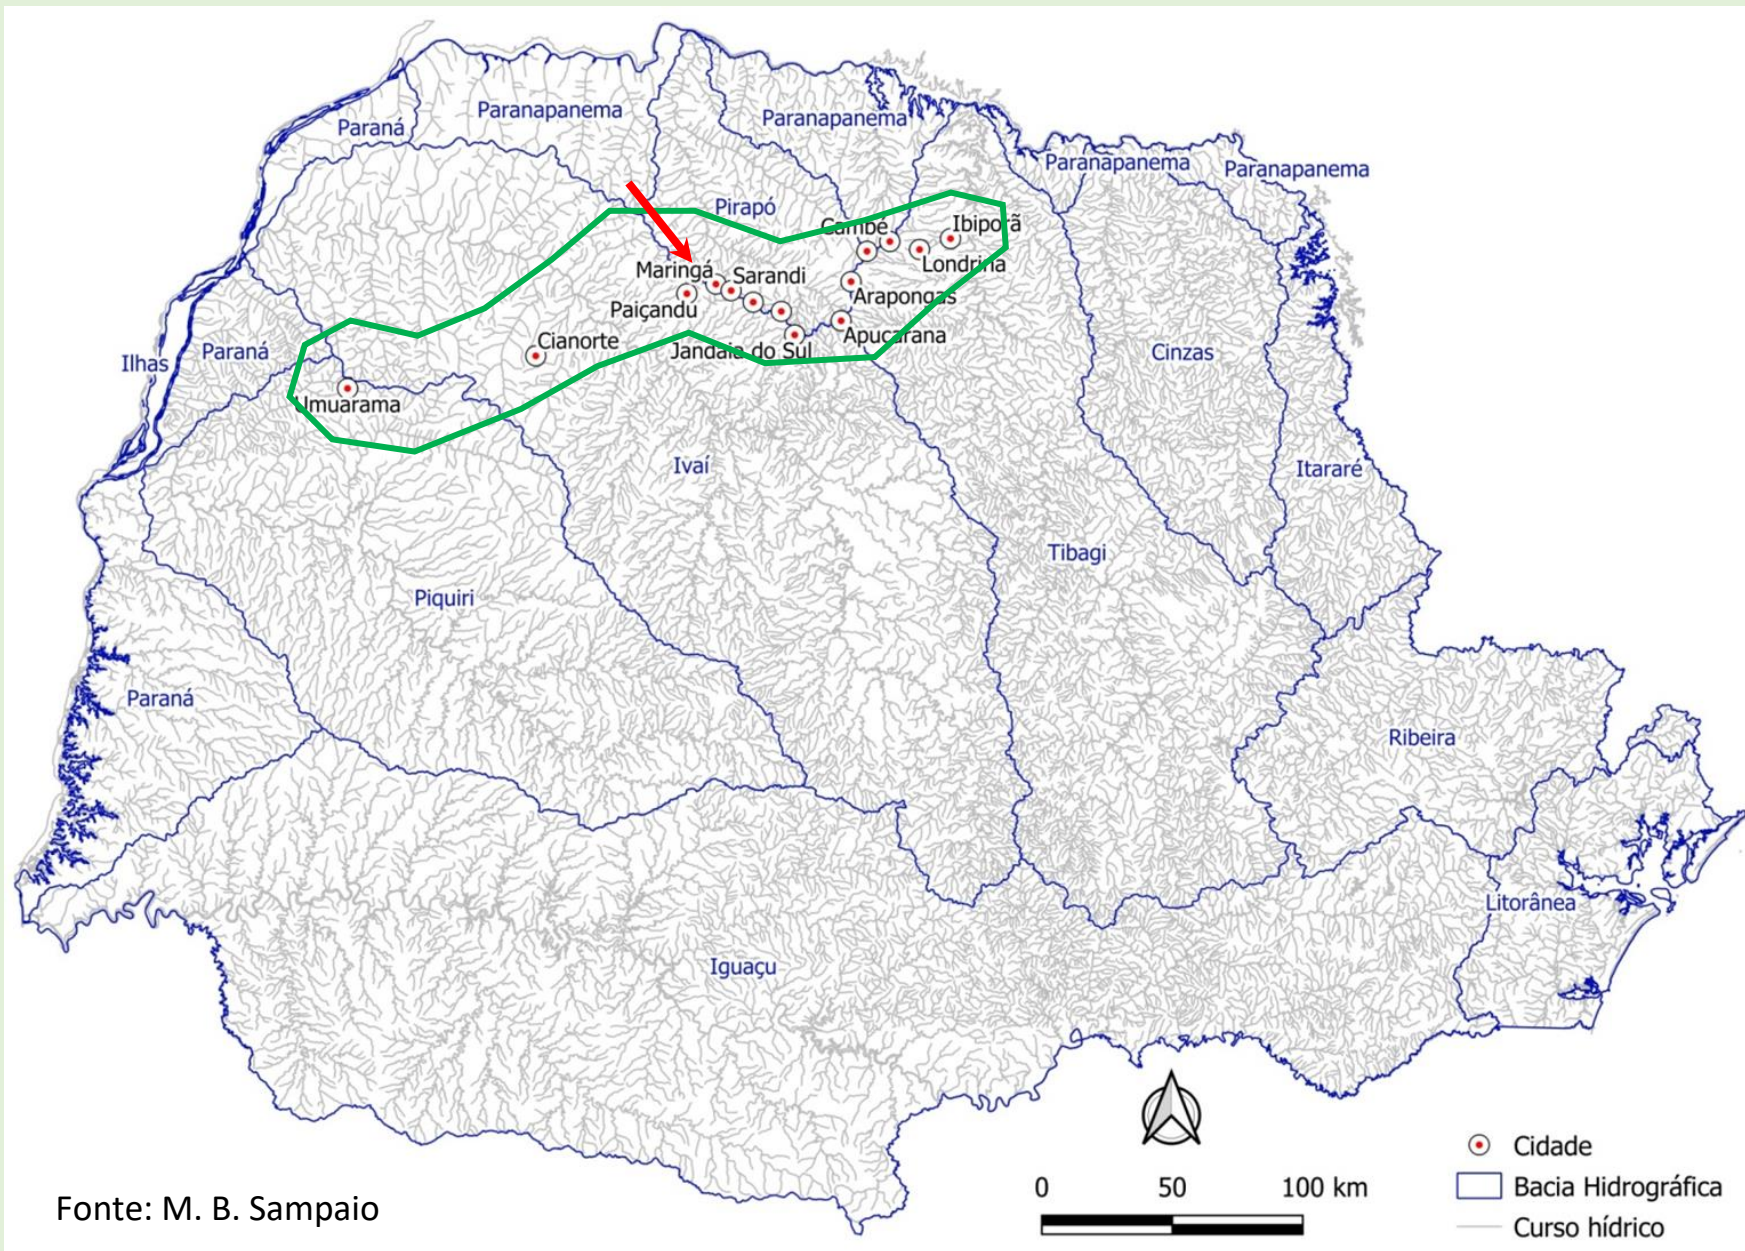 Paranapanema
Paraná
Paranapanema
Paranapanema
Paranapanema
Pirapó
Cambé
Ibiporã
Londrina
Maringá
Sarandi
Arapongas
Paiçandu
Apucarana
Cianorte
Jandaia do Sul
Ilhas
Paraná
Cinzas
Umuarama
Ivaí
Itararé
Tibagi
Piquiri
Paraná
Ribeira
Litorânea
Iguaçu
Cidade
0 50 100 km
Bacia Hidrográfica
Curso hídrico
Fonte: M. B. Sampaio